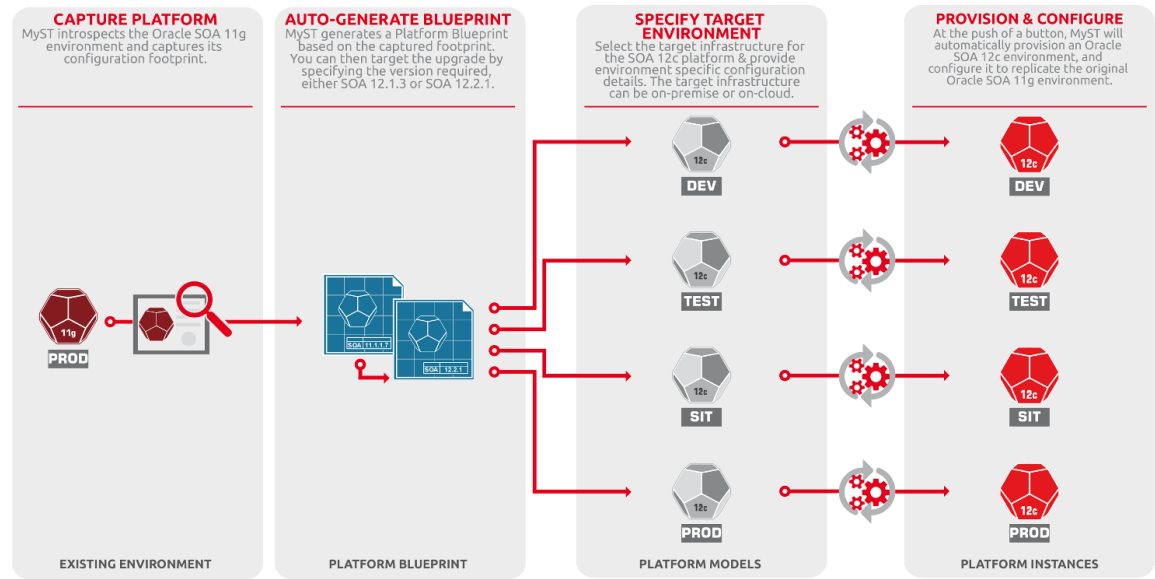 CAPTURE PLATFORM
MyST introspects the Oracle SOA 11g
environment and captures its
configuration footprint.
11g
PROD
EXISTING ENVIRONMENT
AUTO-GENERATE BLUEPRINT
MyST generates a Platform Blueprint
based on the captured footprint.
You can then target the upgrade by
specifying the version required,
either SOA 12.1.3 or SOA 12.2.1.
SOA 11.1.1.7
SOA 12.2.1
PLATFORM BLUEPRINT
SPECIFY TARGET
ENVIRONMENT
Select the target infrastructure for
the SOA 12c platform & provide
environment specific configuration
details. The target infrastructure
can be on-premise or on-cloud.
12c
DEV
12c
TEST
12c
SIT
12c
PROD
PLATFORM MODELS
PROVISION & CONFIGURE
At the push of a button, MyST will
automatically provision an Oracle
SOA 12c environment, and
configure it to replicate the original
Oracle SOA 11g environment.
12c
DEV
12c
TEST
12c
SIT
12c
PROD
PLATFORM INSTANCES